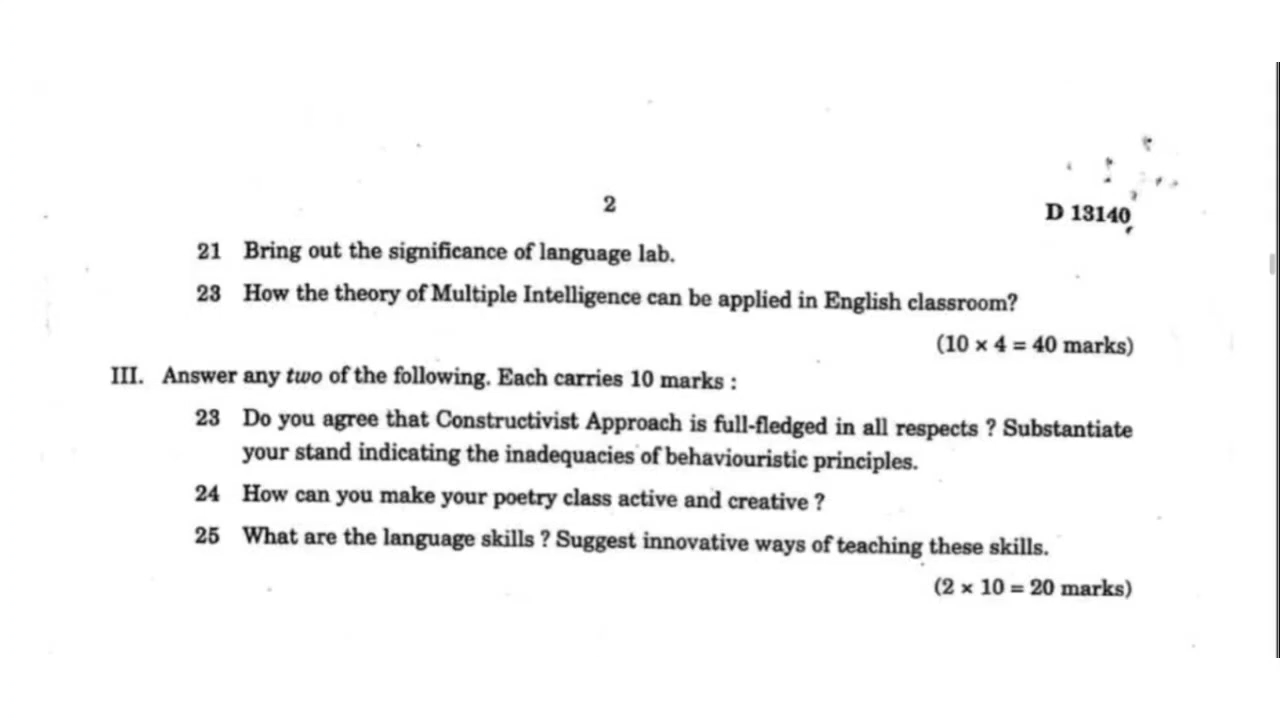 2
D 13140
21 Bring out the significance of language lab.
23 How the theory of Multiple Intelligence can be applied in English classroom?
(10 × 4 = 40 marks)
III. Answer any two of the following. Each carries 10 marks :
23 Do you agree that Constructivist Approach is full-fledged in all respects ? Substantiate
your stand indicating the inadequacies of behaviouristic principles.
24 How can you make your poetry class active and creative ?
25 What are the language skills ? Suggest innovative ways of teaching these skills.
(2 × 10 = 20 marks)